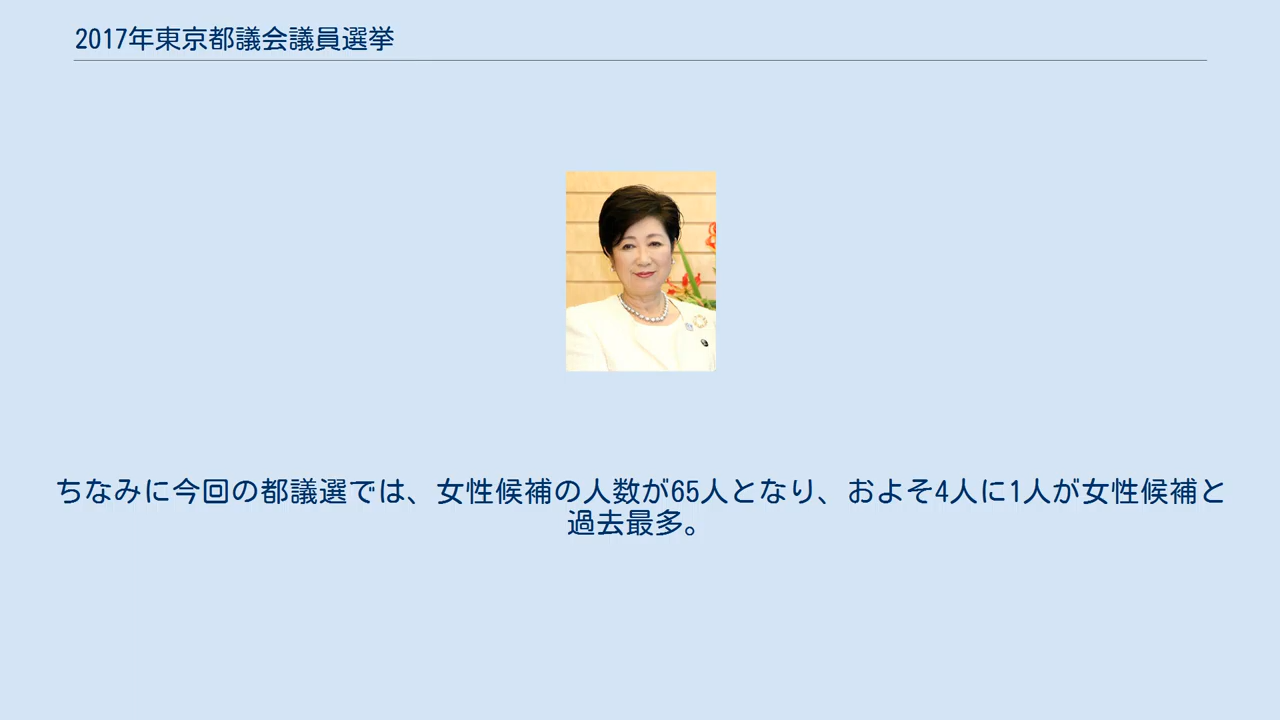 2017年東京都議会議員選挙
ちなみに今回の都議選では、女性候補の人数が65人となり、およそ4人に1人が女性候補と
過去最多。